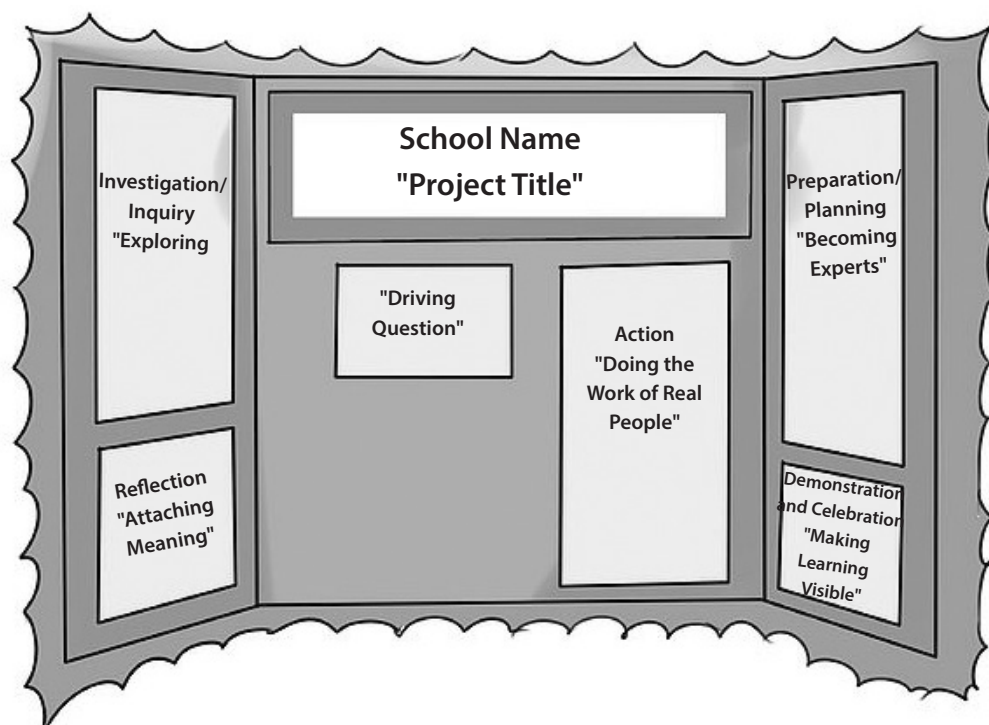 School Name
"Project Title"
Investigation/
Inquiry
"Exploring
Reflection
"Attaching
Meaning"
"Driving
Question"
Action
"Doing the
Work of Real
People"
Preparation/
Planning
"Becoming
Experts"
Demonstration
and Celebration
"Making
Learning
Visible"